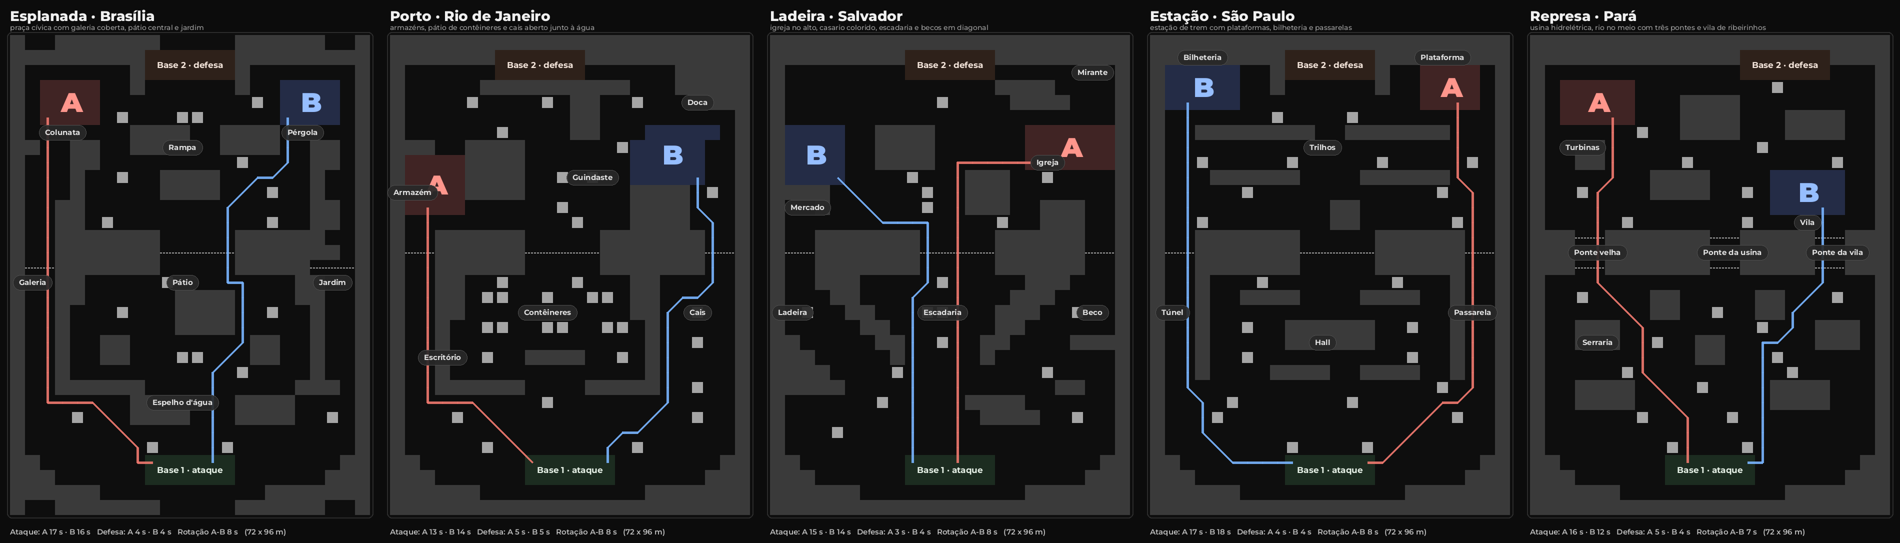 Esplanada · Brasília
praça cívica com galeria coberta, pátio central e jardim
Base 2 · defesa
A
B
Colunata
Pérgola
Rampa
Galeria
Pátio
Jardim
Espelho d'água
Base 1 · ataque
Ataque: A 17 s · B 16 s Defesa: A 4 s · B 4 s Rotação A-B 8 s (72 x 96 m)
Porto · Rio de Janeiro
armazéns, pátio de contêineres e cais aberto junto à água
Base 2 · defesa
Doca
B
Guindaste
A
Armazém
Contêineres
Cais
Escritório
Base 1 · ataque
Ataque: A 13 s · B 14 s Defesa: A 5 s · B 5 s Rotação A-B 8 s (72 x 96 m)
Ladeira · Salvador
igreja no alto, casario colorido, escadaria e becos em diagonal
Base 2 · defesa
Mirante
B
A
Igreja
Mercado
Ladeira
Escadaria
Beco
Base 1 · ataque
Ataque: A 15 s · B 14 s Defesa: A 3 s · B 4 s Rotação A-B 8 s (72 x 96 m)
Estação · São Paulo
estação de trem com plataformas, bilheteria e passarelas
Bilheteria
Plataforma
Base 2 · defesa
B
A
Trilhos
Túnel
Passarela
Hall
Base 1 · ataque
Ataque: A 17 s · B 18 s Defesa: A 4 s · B 4 s Rotação A-B 8 s (72 x 96 m)
Represa · Pará
usina hidrelétrica, rio no meio com três pontes e vila de ribeirinhos
Base 2 · defesa
A
Turbinas
B
Vila
Ponte velha
Ponte da usina
Ponte da vila
Serraria
Base 1 · ataque
Ataque: A 16 s · B 12 s Defesa: A 5 s · B 4 s Rotação A-B 7 s (72 x 96 m)